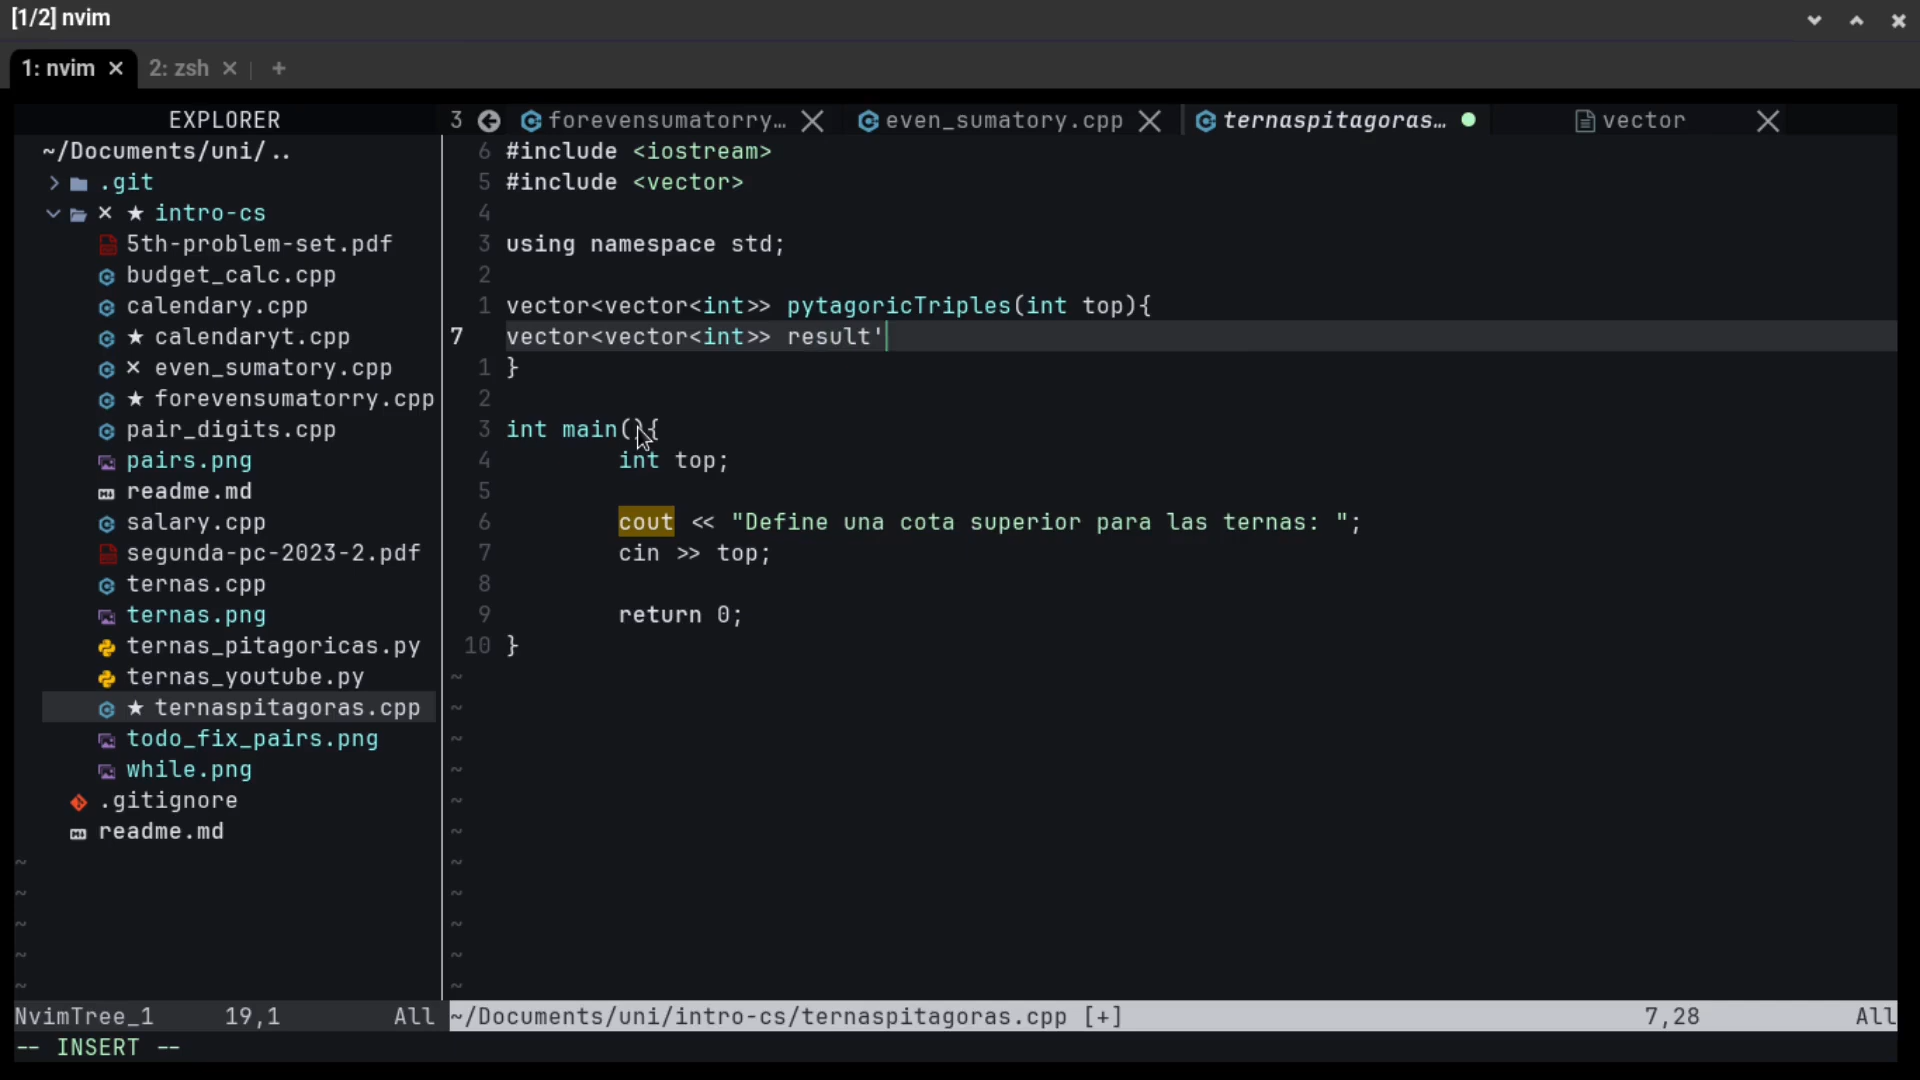 [1/2] nvim
1: nvim × 2: zsh × +
EXPLORER
~/Documents/uni/..
.git
× ★ intro-cs
5th-problem-set.pdf
budget_calc.cpp
calendary.cpp
★ calendaryt.cpp
× even_sumatory.cpp
★ forevensumatorry.cpp
pair_digits.cpp
pairs.png
readme.md
salary.cpp
segunda-pc-2023-2.pdf
ternas.cpp
ternas.png
ternas_pitagoricas.py
ternas_youtube.py
★ ternaspitagoras.cpp
todo_fix_pairs.png
while.png
.gitignore
readme.md
~
~
~
~
~
NvimTree_1 19,1 All
3 forevensumatorry… even_sumatory.cpp ternaspitagoras… vector
6 #include <iostream>
5 #include <vector>
4
3 using namespace std;
2
1 vector<vector<int>> pytagoricTriples(int top){
7 vector<vector<int>> result'
1 }
2
3 int main(){
4 int top;
5
6 cout << "Define una cota superior para las ternas: ";
7 cin >> top;
8
9 return 0;
10 }
~
~
~
~
~
~
~
~
~
~
~
~/Documents/uni/intro-cs/ternaspitagoras.cpp [+] 7,28 All
-- INSERT --